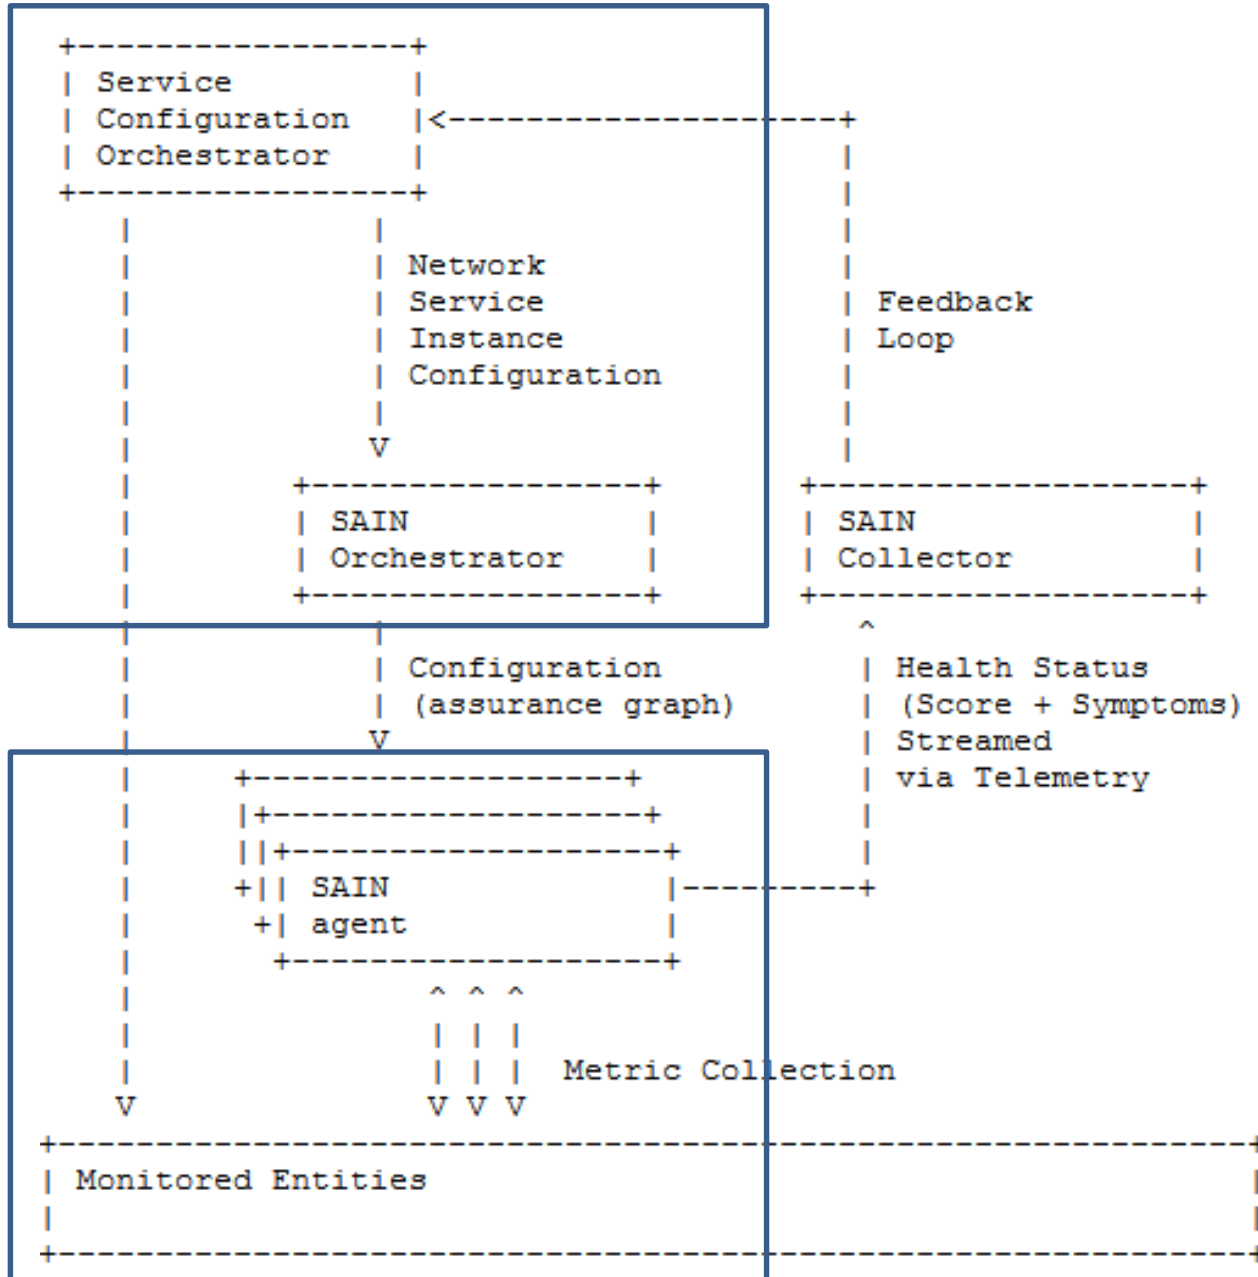 Service
Configuration
Orchestrator
Network
Service
Instance
Configuration
Feedback
Loop
SAIN
Orchestrator
SAIN
Collector
Configuration
(assurance graph)
Health Status
(Score + Symptoms)
Streamed
via Telemetry
SAIN
agent
Metric Collection
Monitored Entities